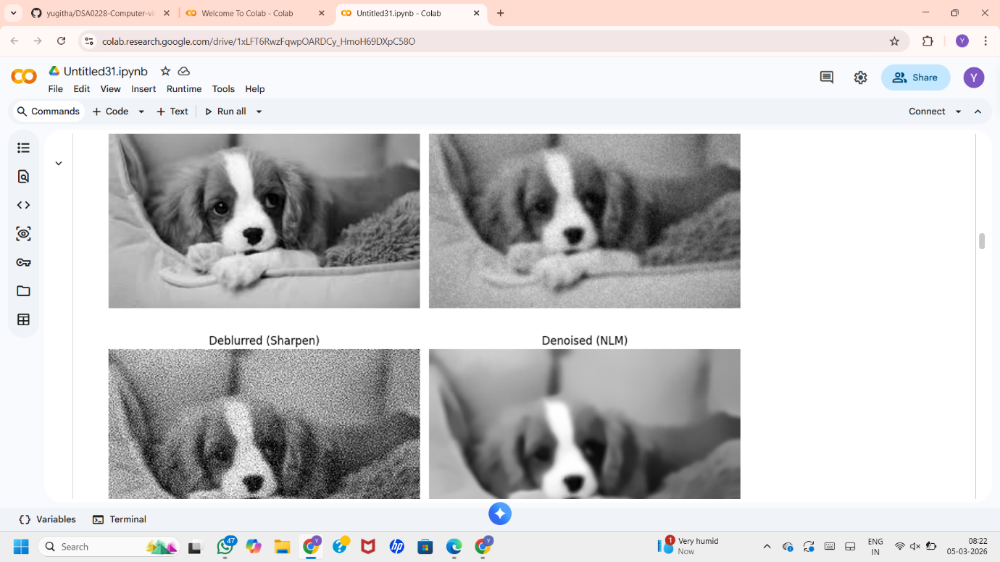 yugitha/DSA0228-Computer-vis
Welcome To Colab - Colab
Untitled31.ipynb - Colab
colab.research.google.com/drive/1xLFT6RwzFqwpOARDCy_HmoH69DXpC58O
Y
Untitled31.ipynb
File Edit View Insert Runtime Tools Help
Share
Y
Commands
+ Code
+ Text
Run all
Connect
Deblurred (Sharpen)
Denoised (NLM)
Variables
Terminal
Search
47
Y
hp
Y
1
Very humid
Now
ENG
IN
08:22
05-03-2026